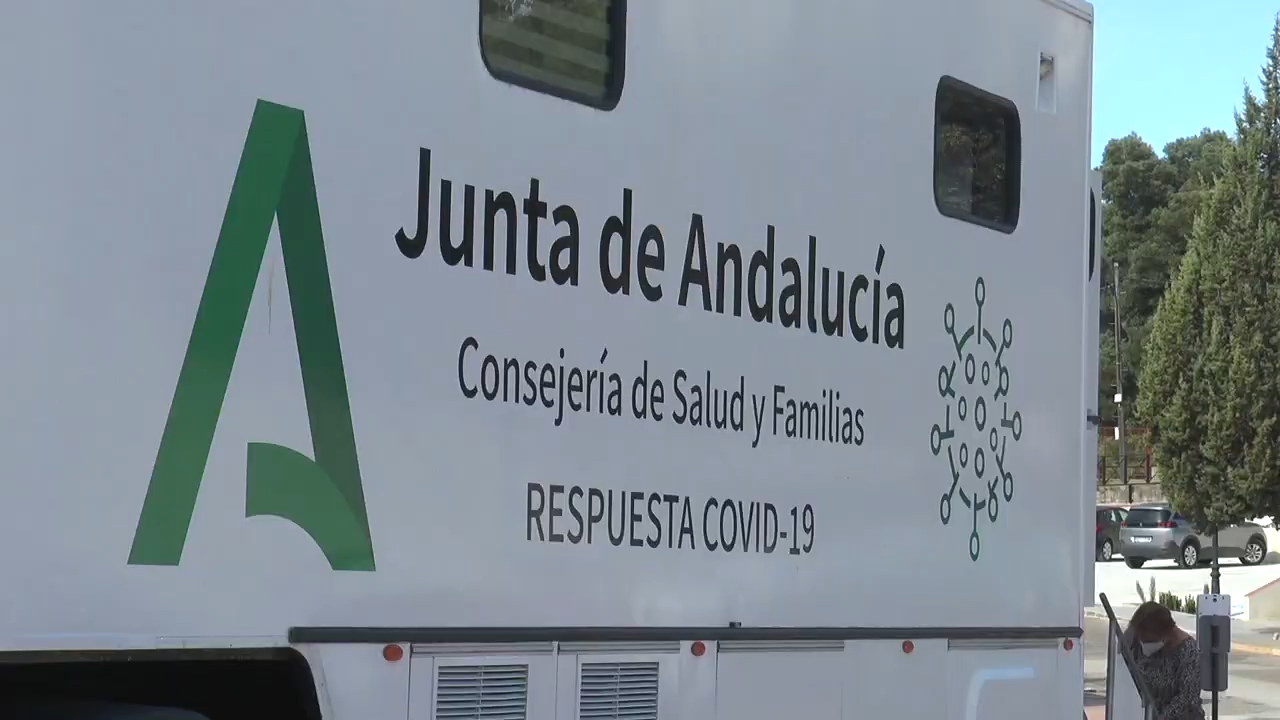 Junta de Andalucía
Consejería de Salud y Familias
RESPUESTA COVID-19